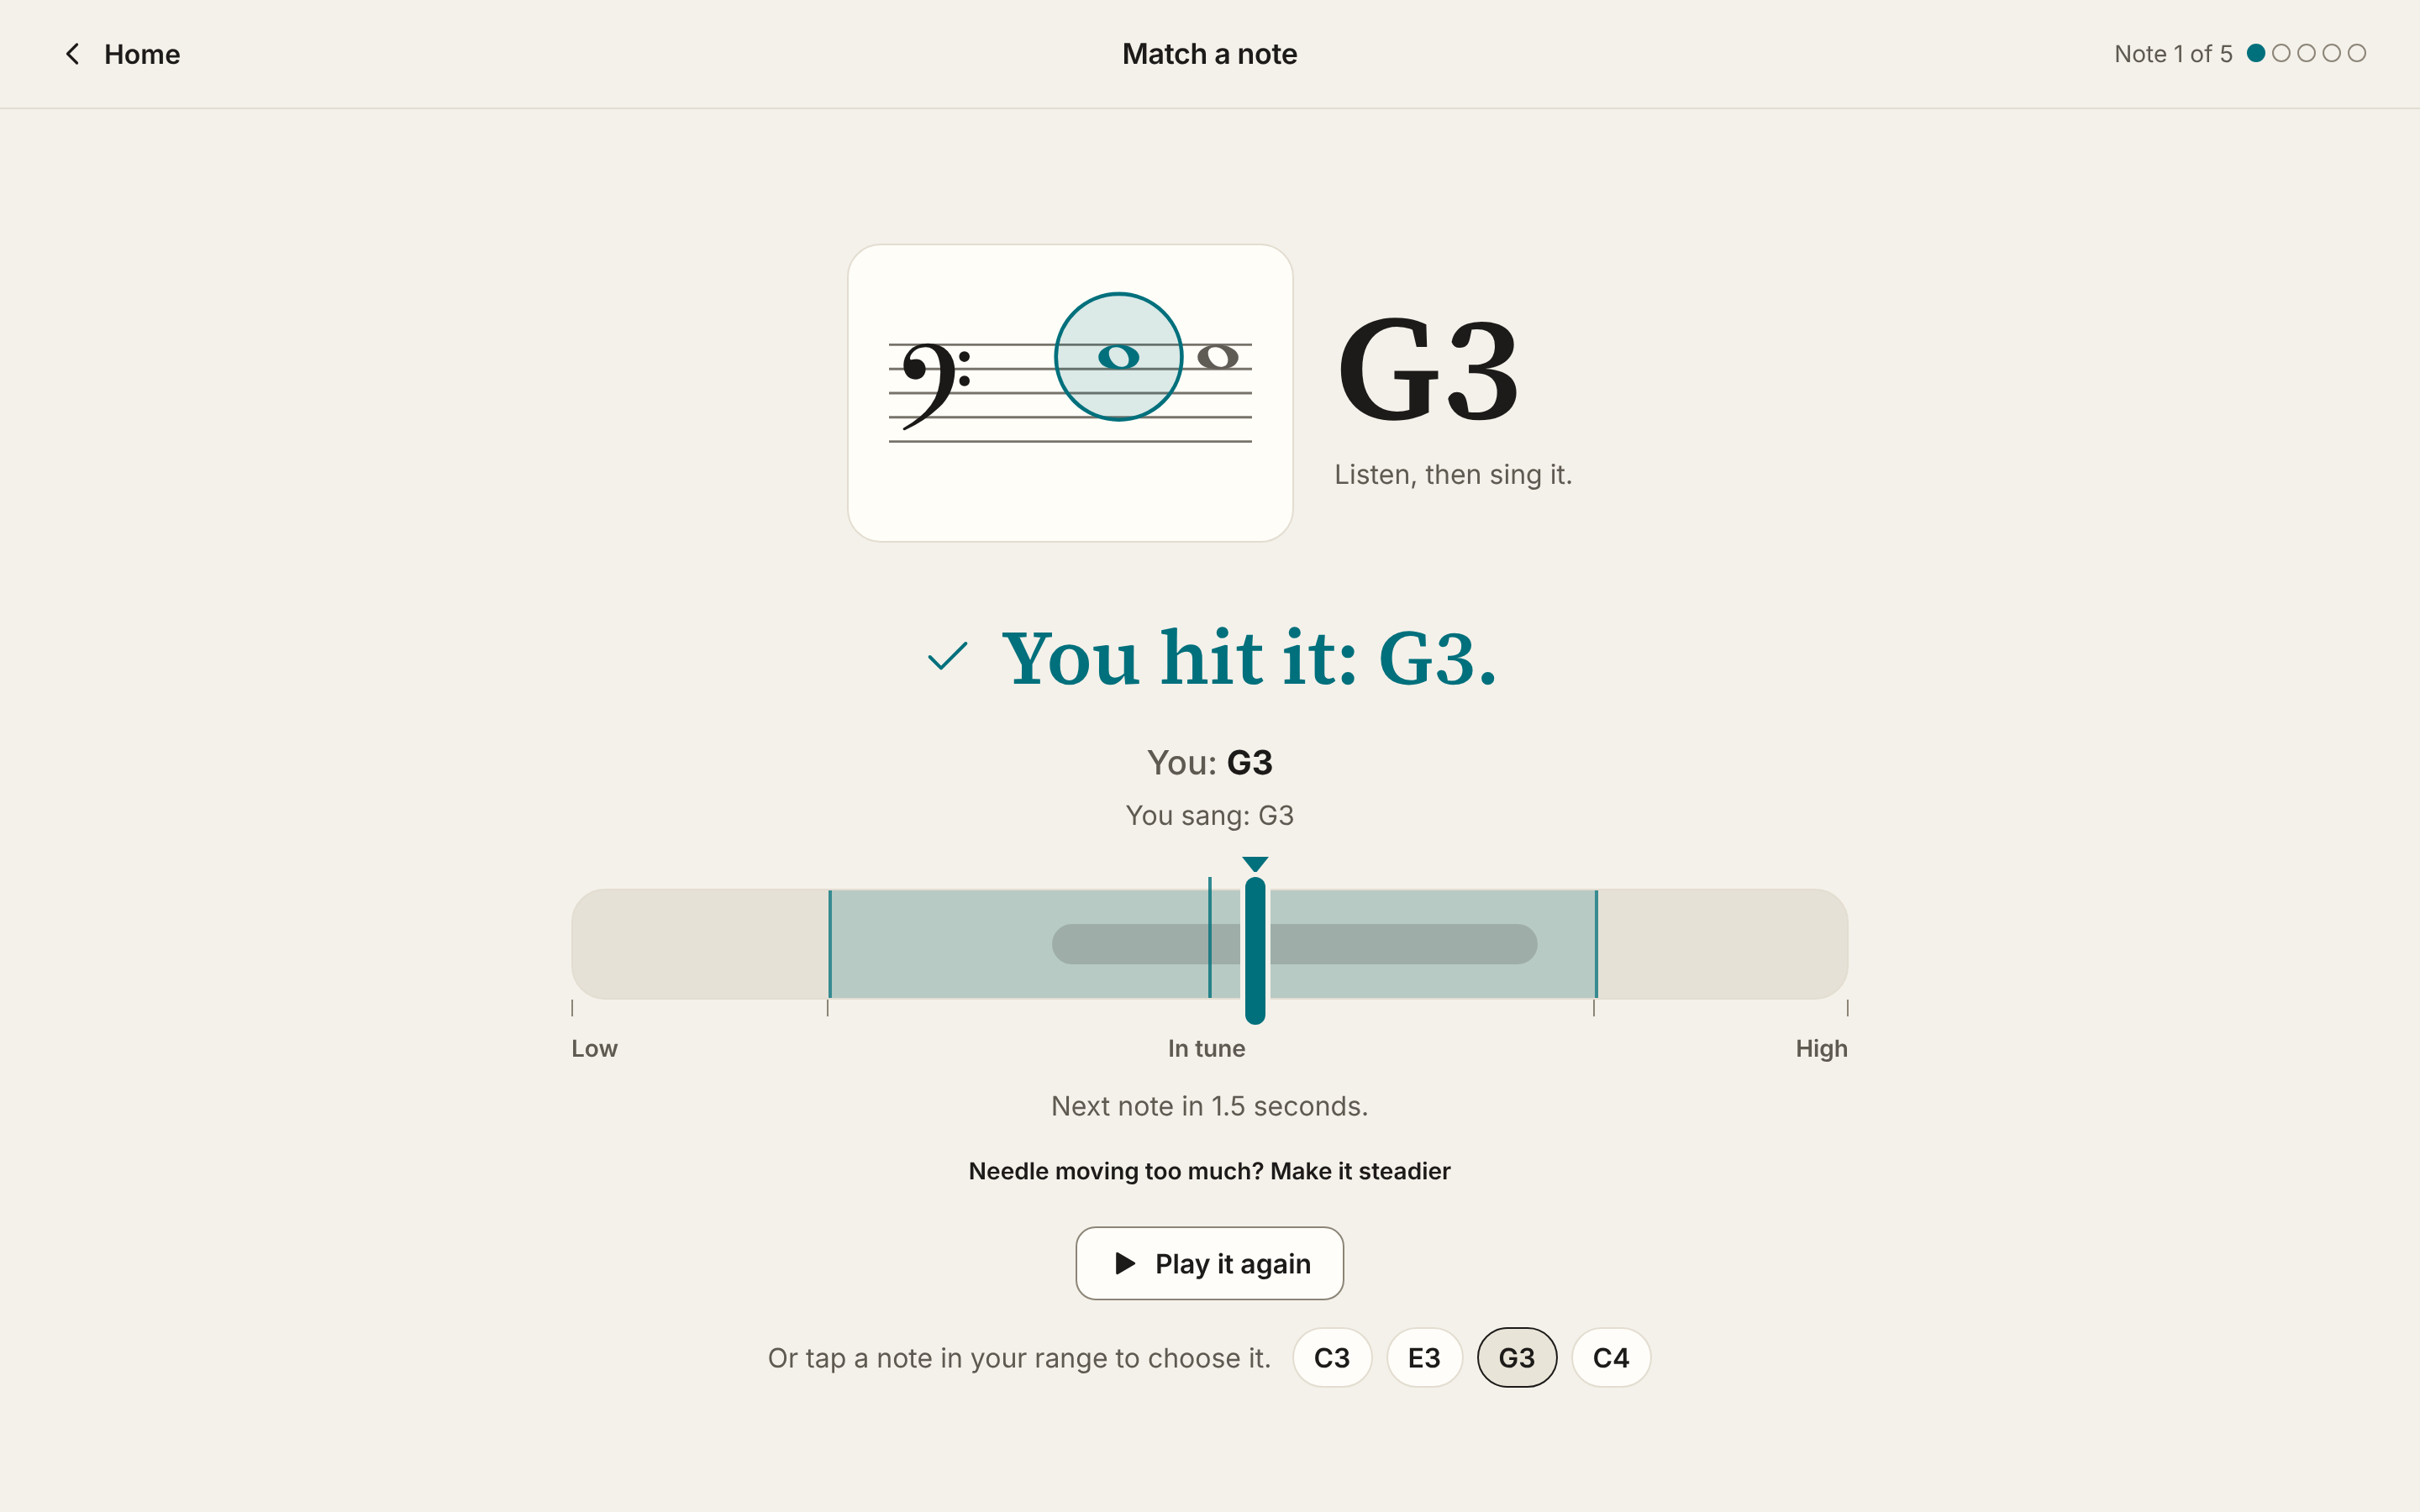 Home
Match a note
Note 1 of 5
G3
Listen, then sing it.
You hit it: G3.
You: G3
You sang: G3
Low
In tune
High
Next note in 1.5 seconds.
Needle moving too much? Make it steadier
Play it again
Or tap a note in your range to choose it.
C3
E3
G3
C4